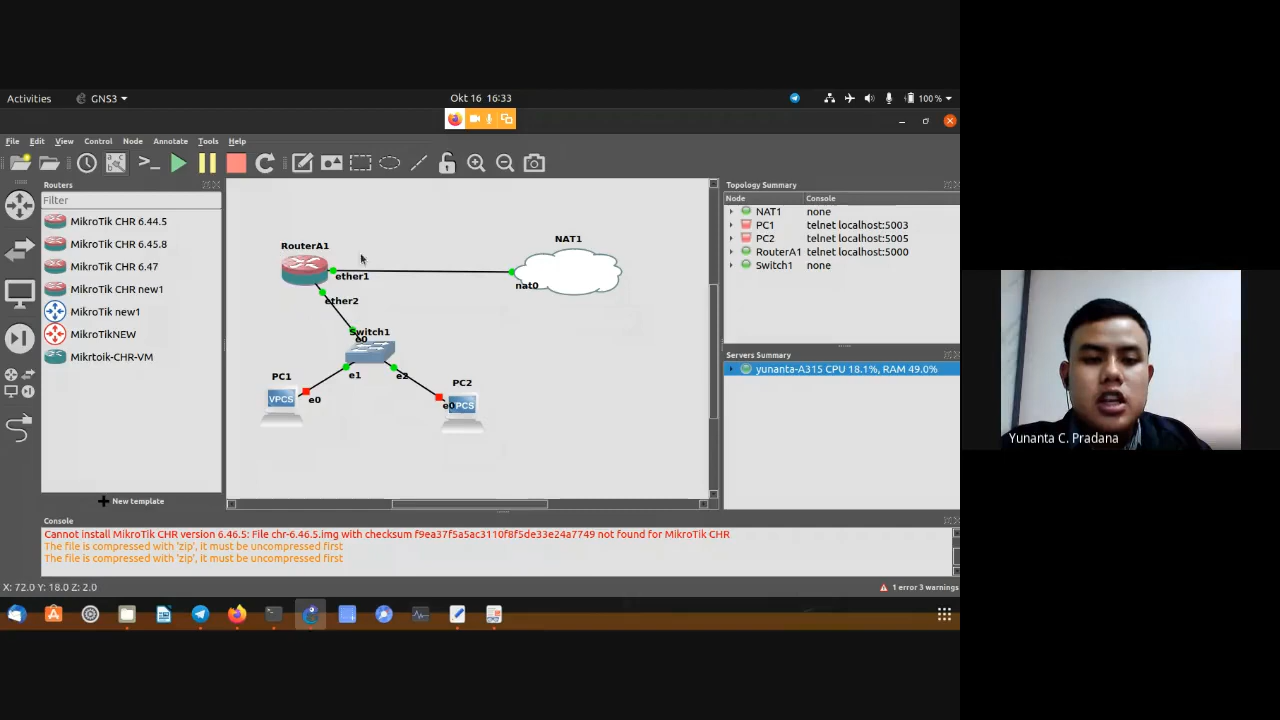 Activities
GNS3
Okt 16 16:33
100 %
File Edit View Control Node Annotate Tools Help
Routers
Filter
MikroTik CHR 6.44.5
MikroTik CHR 6.45.8
MikroTik CHR 6.47
MikroTik CHR new1
MikroTik new1
MikroTikNEW
Mikrtoik-CHR-VM
New template
RouterA1
ether1
ether2
NAT1
nat0
Switch1
e0
e1
e2
PC1
VPCS
e0
PC2
e0
VPCS
Topology Summary
Node Console
NAT1 none
PC1 telnet localhost:5003
PC2 telnet localhost:5005
RouterA1 telnet localhost:5000
Switch1 none
Servers Summary
yunanta-A315 CPU 18.1%, RAM 49.0%
Console
Cannot install MikroTik CHR version 6.46.5: File chr-6.46.5.img with checksum f9ea37f5a5ac3110f8f5de33e24a7749 not found for MikroTik CHR
The file is compressed with 'zip', it must be uncompressed first
The file is compressed with 'zip', it must be uncompressed first
X: 72.0 Y: 18.0 Z: 2.0
1 error 3 warnings
Yunanta C. Pradana